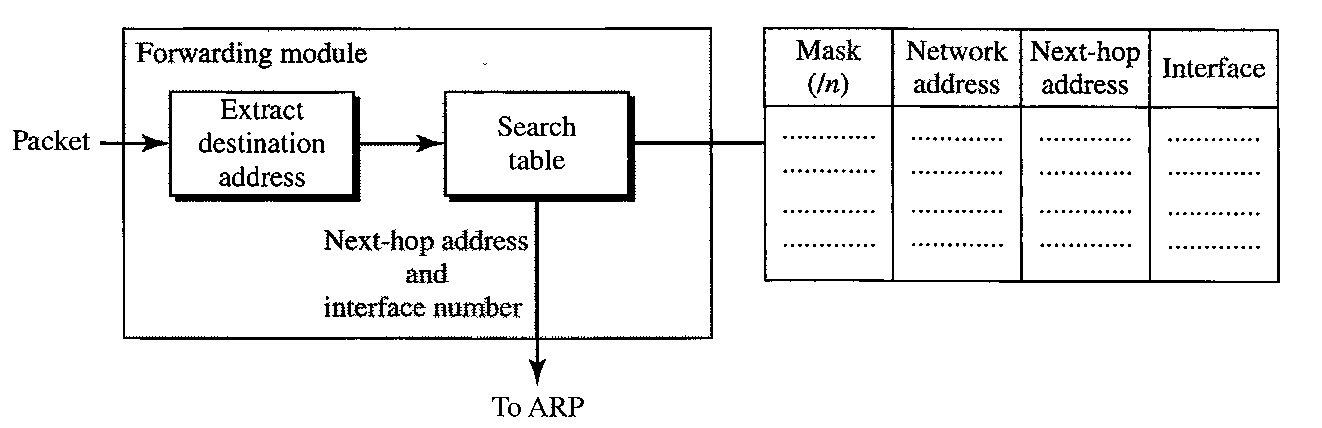 Forwarding module
Packet
Extract
destination
address
Search
table
Next-hop address
and
interface number
To ARP
Mask
(/n)
Network
address
Next-hop
address
Interface